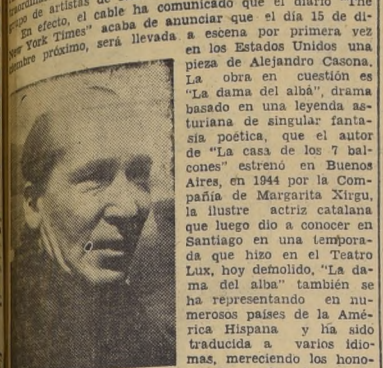 grupo de artistas de
En efecto, el cable ha comunicado que el diario "The
New York Times" acaba de anunciar que el día 15 de di-
ciembre próximo, será llevada a escena por primera vez
en los Estados Unidos una
pieza de Alejandro Casona.
La obra en cuestión es
"La dama del albá", drama
basado en una leyenda as-
turiana de singular fanta-
sía poética, que el autor
de "La casa de los 7 bal-
cones" estrenó en Buenos
Aires, en 1944 por la Com-
pañía de Margarita Xirgu,
la ilustre actriz catalana
que luego dio a conocer en
Santiago en una tempora-
da que hizo en el Teatro
Lux, hoy demolido, "La da-
ma del alba" también se
ha representando en nu-
merosos países de la Amé-
rica Hispana y ha sido
traducida a varios idio-
mas, mereciendo los hono-